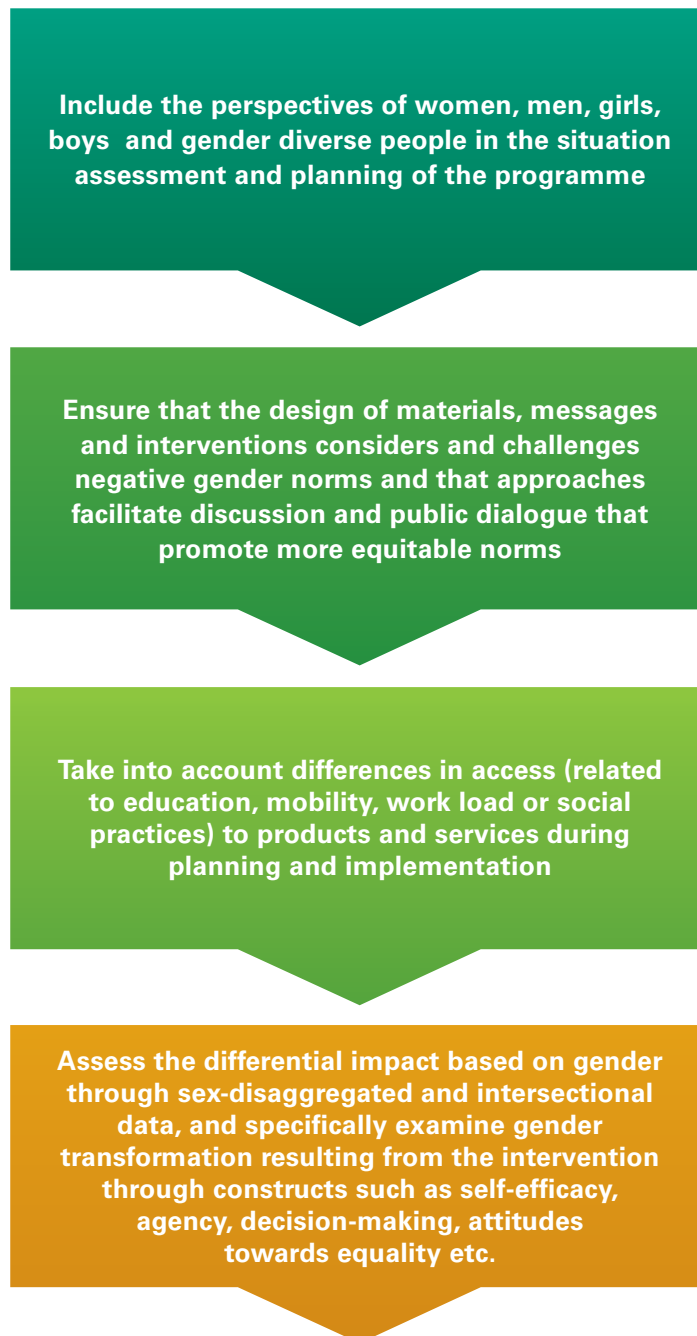 Include the perspectives of women, men, girls,
boys and gender diverse people in the situation
assessment and planning of the programme
Ensure that the design of materials, messages
and interventions considers and challenges
negative gender norms and that approaches
facilitate discussion and public dialogue that
promote more equitable norms
Take into account differences in access (related
to education, mobility, work load or social
practices) to products and services during
planning and implementation
Assess the differential impact based on gender
through sex-disaggregated and intersectional
data, and specifically examine gender
transformation resulting from the intervention
through constructs such as self-efficacy,
agency, decision-making, attitudes
towards equality etc.